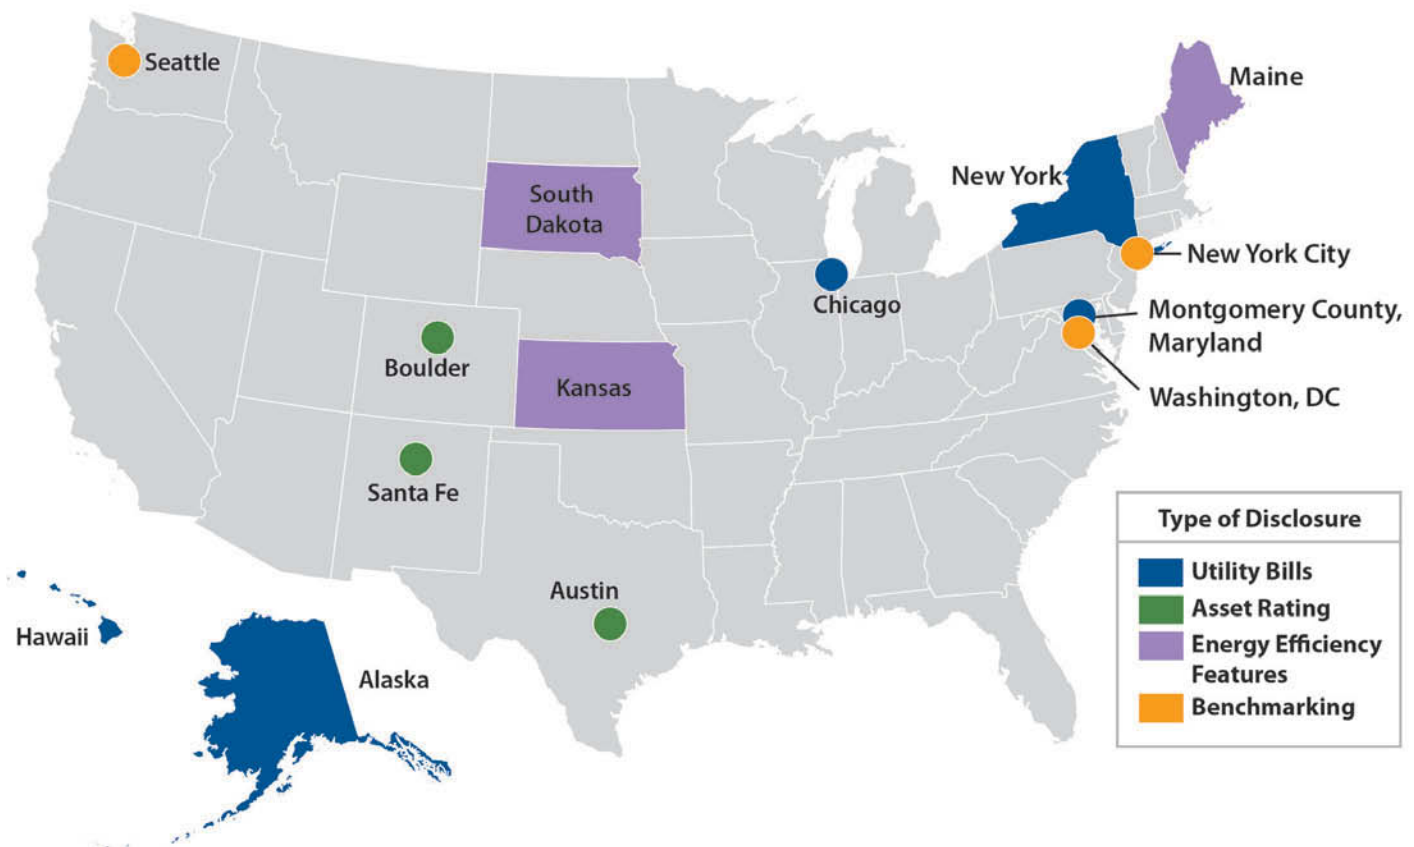 Seattle
Maine
New York
South
Dakota
New York City
Chicago
Montgomery County,
Maryland
Boulder
Kansas
Washington, DC
Santa Fe
Type of Disclosure
Utility Bills
Asset Rating
Energy Efficiency
Features
Benchmarking
Austin
Hawaii
Alaska